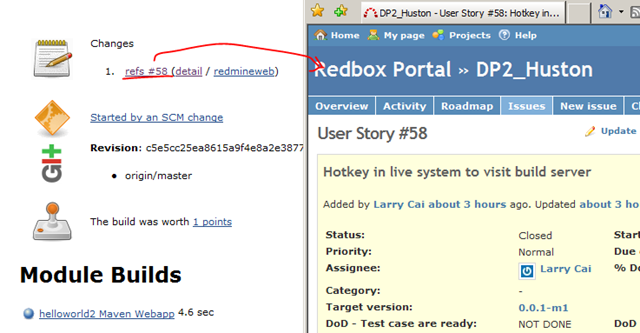 Changes
1. refs #58 (detail / redmineweb)
Started by an SCM change
Revision: c5e5cc25ea8615a9f4e8a2e3877
git
origin/master
The build was worth 1 points
Module Builds
helloworld2 Maven Webapp 4.6 sec
DP2_Huston - User Story #58: Hotkey in...
Home My page Projects Help
Redbox Portal » DP2_Huston
Overview Activity Roadmap Issues New issue
User Story #58
Update
Hotkey in live system to visit build server
Added by Larry Cai about 3 hours ago. Updated about 3 ho
Status: Closed Start
Priority: Normal Due
Assignee: Larry Cai % Do
Category: -
Target version: 0.0.1-m1
DoD - Test case are ready: NOT DONE DoD